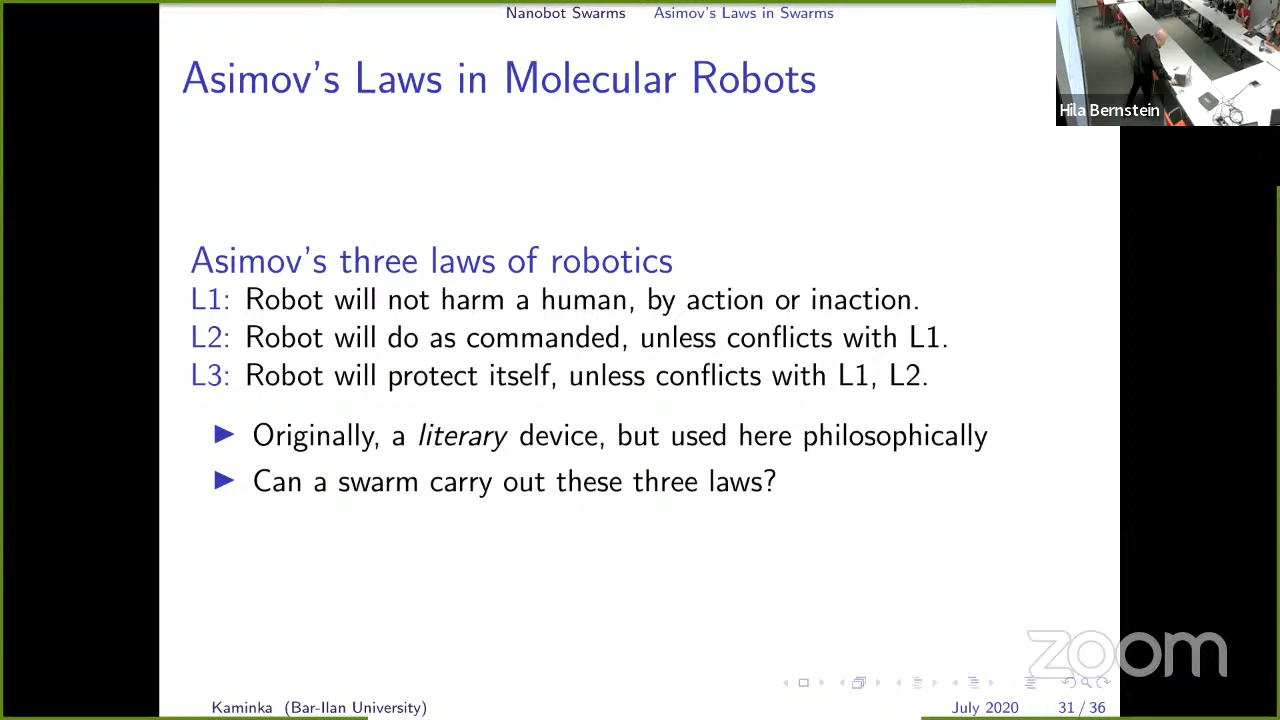 Nanobot Swarms Asimov's Laws in Swarms
Asimov's Laws in Molecular Robots
Hila Bernstein
Asimov's three laws of robotics
L1: Robot will not harm a human, by action or inaction.
L2: Robot will do as commanded, unless conflicts with L1.
L3: Robot will protect itself, unless conflicts with L1, L2.
▶ Originally, a literary device, but used here philosophically
▶ Can a swarm carry out these three laws?
zoom
Kaminka (Bar-Ilan University) July 2020 31 / 36